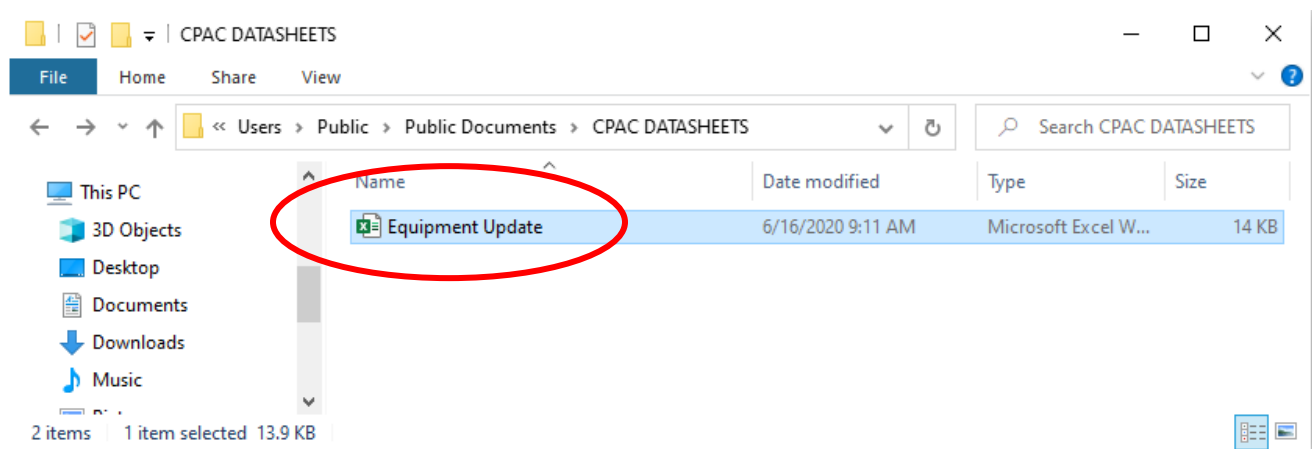 CPAC DATASHEETS
File Home Share View
« Users > Public > Public Documents > CPAC DATASHEETS Search CPAC DATASHEETS
Name Date modified Type Size
This PC
Equipment Update 6/16/2020 9:11 AM Microsoft Excel W... 14 KB
3D Objects
Desktop
Documents
Downloads
Music
2 items 1 item selected 13.9 KB